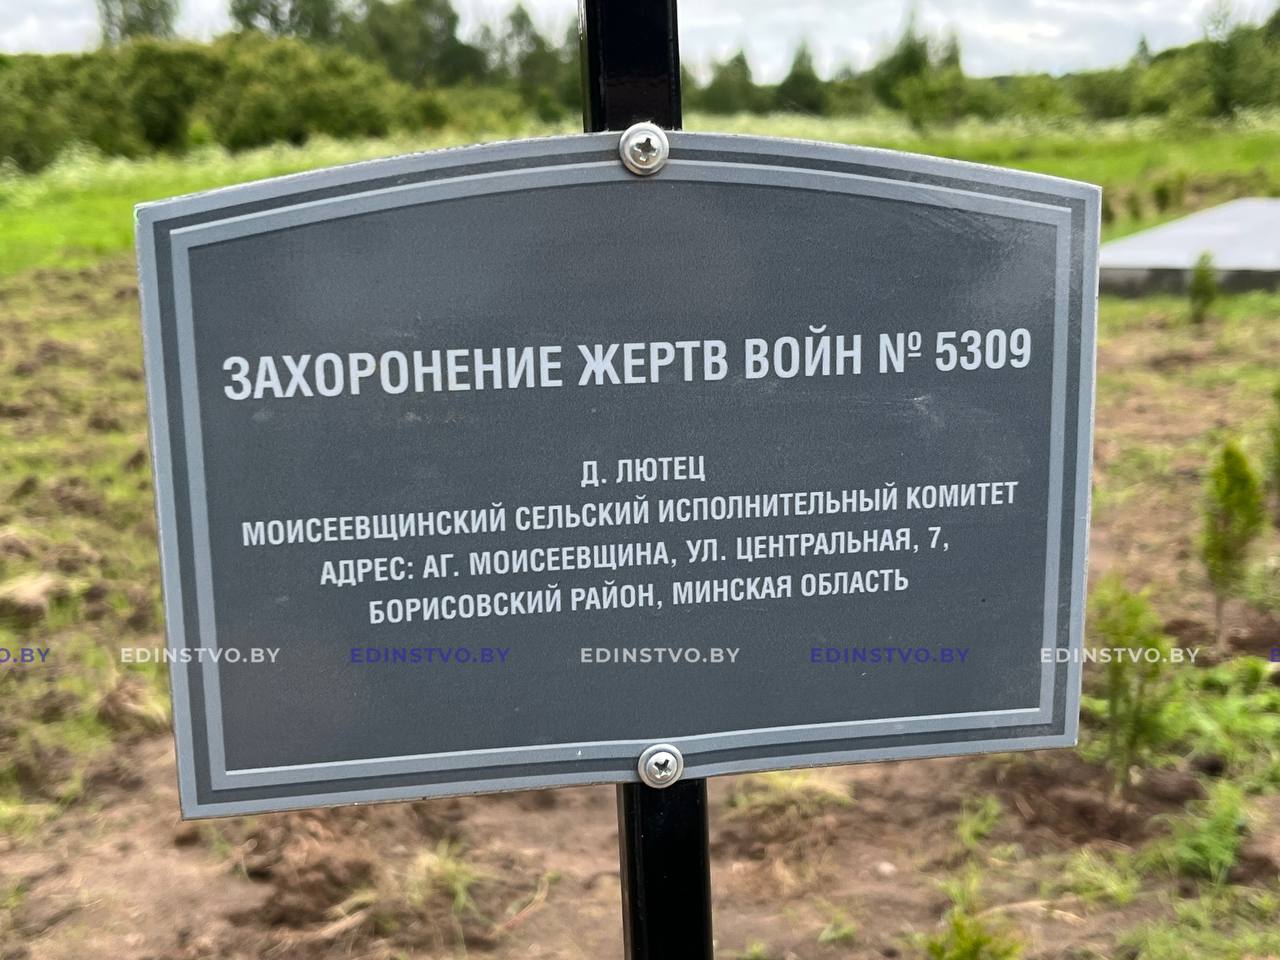 ЗАХОРОНЕНИЕ ЖЕРТВ ВОЙН № 5309
Д. ЛЮТЕЦ
МОИСЕЕВЩИНСКИЙ СЕЛЬСКИЙ ИСПОЛНИТЕЛЬНЫЙ КОМИТЕТ
АДРЕС: АГ. МОИСЕЕВЩИНА, УЛ. ЦЕНТРАЛЬНАЯ, 7,
БОРИСОВСКИЙ РАЙОН, МИНСКАЯ ОБЛАСТЬ
O.BY EDINSTVO.BY EDINSTVO.BY EDINSTVO.BY EDINSTVO.BY EDINSTVO.BY